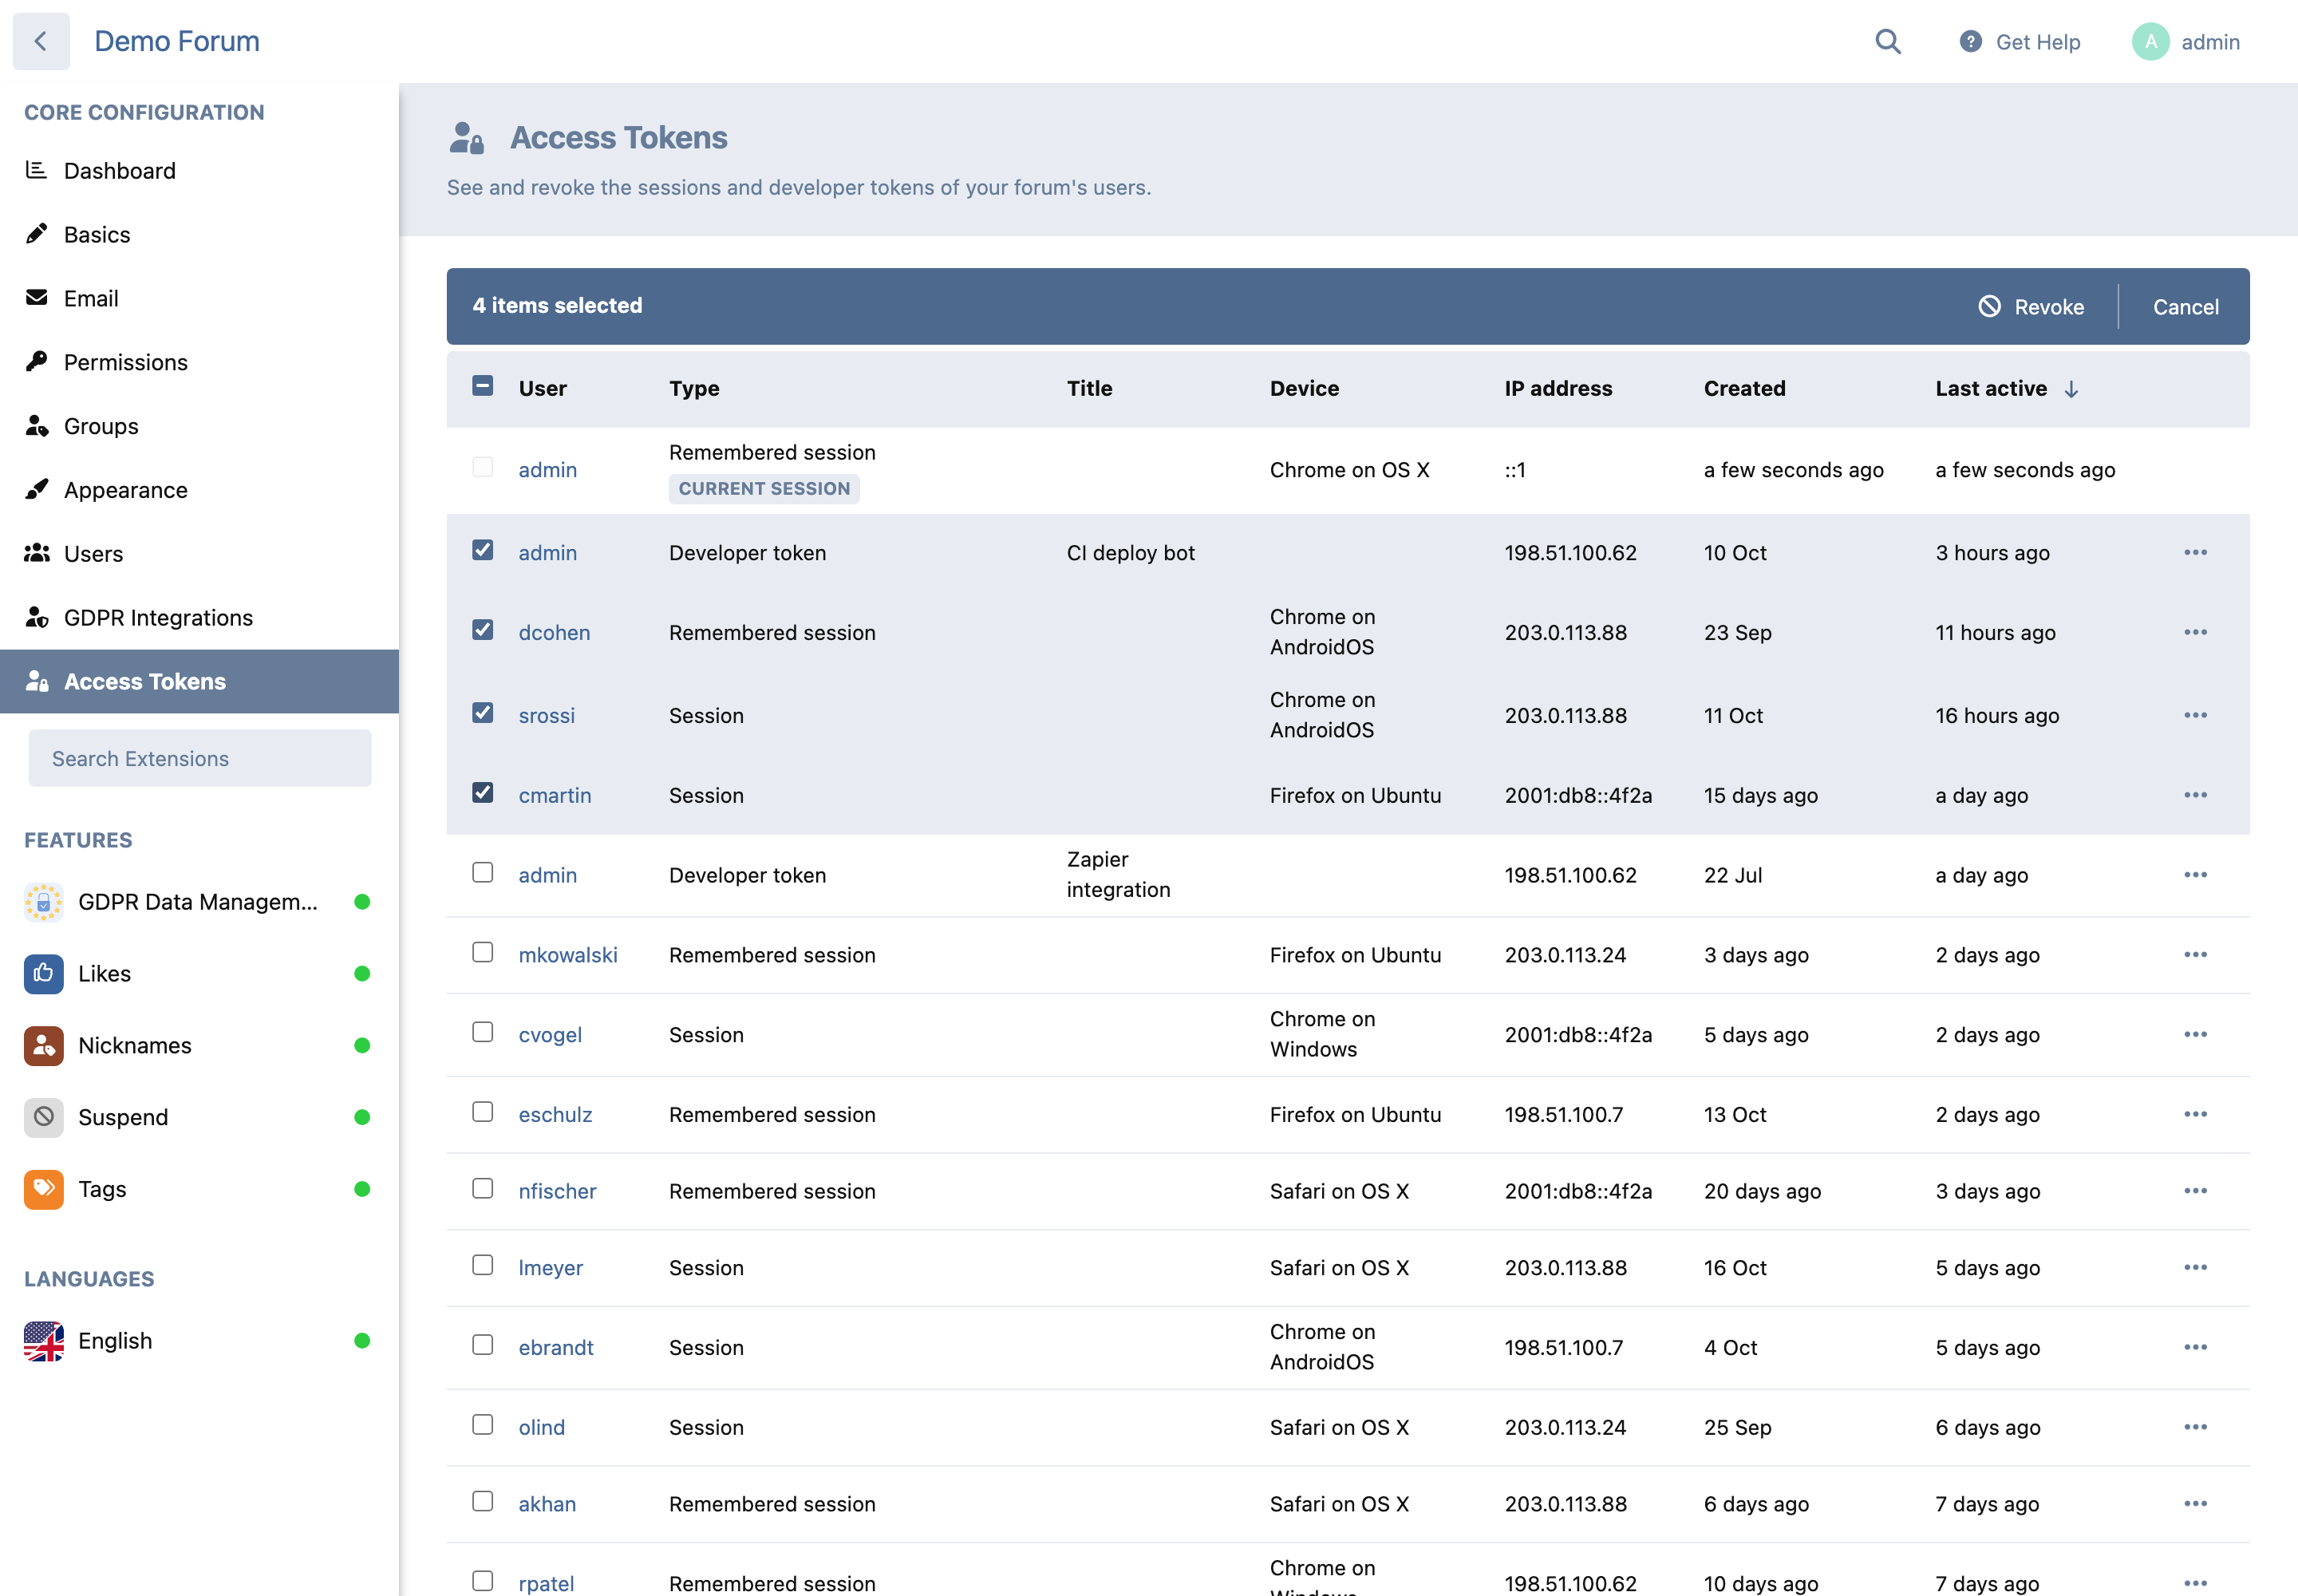 Demo Forum
Get Help
A
admin
CORE CONFIGURATION
Dashboard
Basics
Email
Permissions
Groups
Appearance
Users
GDPR Integrations
Access Tokens
Search Extensions
FEATURES
GDPR Data Managem...
Likes
Nicknames
Suspend
Tags
LANGUAGES
English
Access Tokens
See and revoke the sessions and developer tokens of your forum's users.
4 items selected
Revoke
Cancel
User Type Title Device IP address Created Last active
admin Remembered session Chrome on OS X ::1 a few seconds ago a few seconds ago
CURRENT SESSION
admin Developer token CI deploy bot 198.51.100.62 10 Oct 3 hours ago
dcohen Remembered session Chrome on 203.0.113.88 23 Sep 11 hours ago
AndroidOS
srossi Session Chrome on 203.0.113.88 11 Oct 16 hours ago
AndroidOS
cmartin Session Firefox on Ubuntu 2001:db8::4f2a 15 days ago a day ago
admin Developer token Zapier 198.51.100.62 22 Jul a day ago
integration
mkowalski Remembered session Firefox on Ubuntu 203.0.113.24 3 days ago 2 days ago
cvogel Session Chrome on 2001:db8::4f2a 5 days ago 2 days ago
Windows
eschulz Remembered session Firefox on Ubuntu 198.51.100.7 13 Oct 2 days ago
nfischer Remembered session Safari on OS X 2001:db8::4f2a 20 days ago 3 days ago
lmeyer Session Safari on OS X 203.0.113.88 16 Oct 5 days ago
ebrandt Session Chrome on 198.51.100.7 4 Oct 5 days ago
AndroidOS
olind Session Safari on OS X 203.0.113.24 25 Sep 6 days ago
akhan Remembered session Safari on OS X 203.0.113.88 6 days ago 7 days ago
rpatel Remembered session Chrome on 198.51.100.62 10 days ago 7 days ago